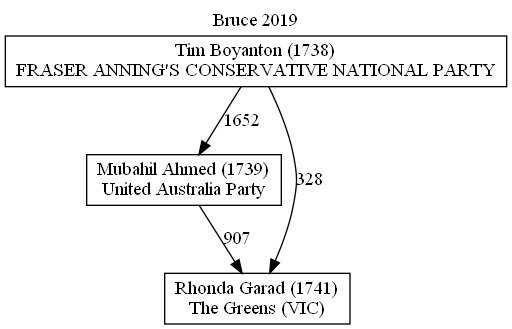 Bruce 2019
Tim Boyanton (1738)
FRASER ANNING'S CONSERVATIVE NATIONAL PARTY
1652
Mubahil Ahmed (1739)
United Australia Party
328
907
Rhonda Garad (1741)
The Greens (VIC)